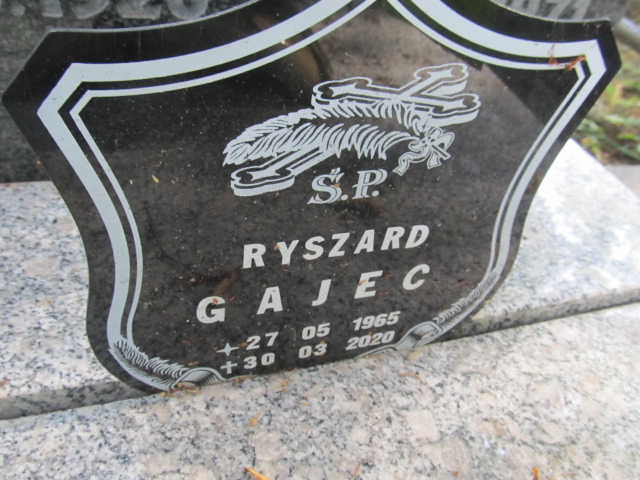 Ś.P.
RYSZARD
GAJEC
27 05 1965
+30 03 2020